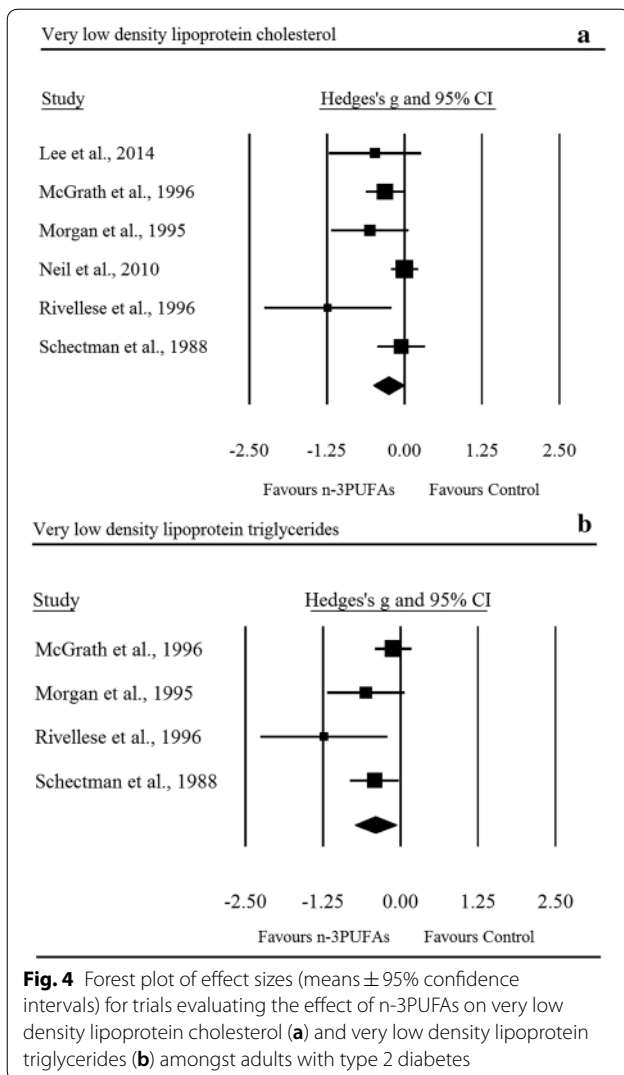 Very low density lipoprotein cholesterol a
Study Hedges's g and 95% CI
Lee et al., 2014
McGrath et al., 1996
Morgan et al., 1995
Neil et al., 2010
Rivellese et al., 1996
Schectman et al., 1988
-2.50 -1.25 0.00 1.25 2.50
Favours n-3PUFAs Favours Control
Very low density lipoprotein triglycerides b
Study Hedges's g and 95% CI
McGrath et al., 1996
Morgan et al., 1995
Rivellese et al., 1996
Schectman et al., 1988
-2.50 -1.25 0.00 1.25 2.50
Favours n-3PUFAs Favours Control
Fig. 4 Forest plot of effect sizes (means ± 95% confidence
intervals) for trials evaluating the effect of n-3PUFAs on very low
density lipoprotein cholesterol (a) and very low density lipoprotein
triglycerides (b) amongst adults with type 2 diabetes